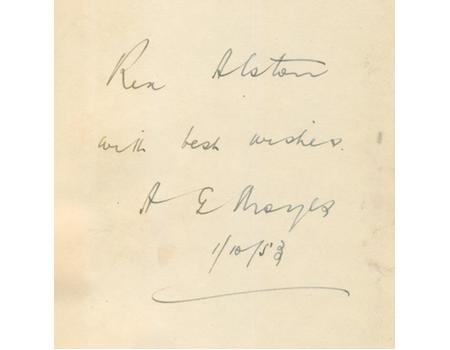 Rex Alston
with best wishes.
A G Moyes
1/10/53